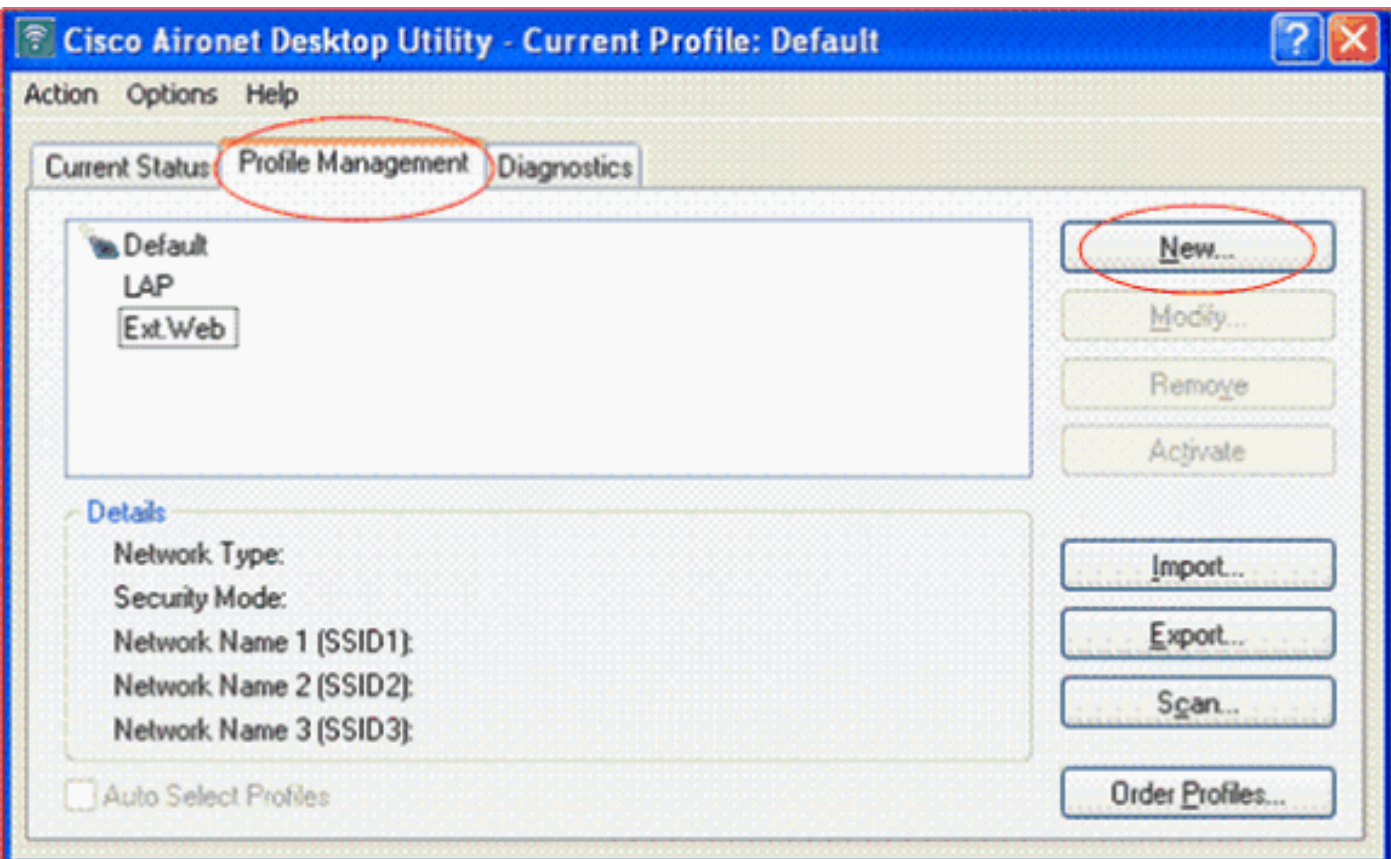 Cisco Aironet Desktop Utility - Current Profile: Default
?
Action Options Help
Current Status Profile Management Diagnostics
Default
LAP
Ext.Web
New...
Modify...
Remove
Activate
Details
Network Type:
Security Mode:
Network Name 1 (SSID1):
Network Name 2 (SSID2):
Network Name 3 (SSID3):
Import...
Export...
Scan...
Auto Select Profiles
Order Profiles...